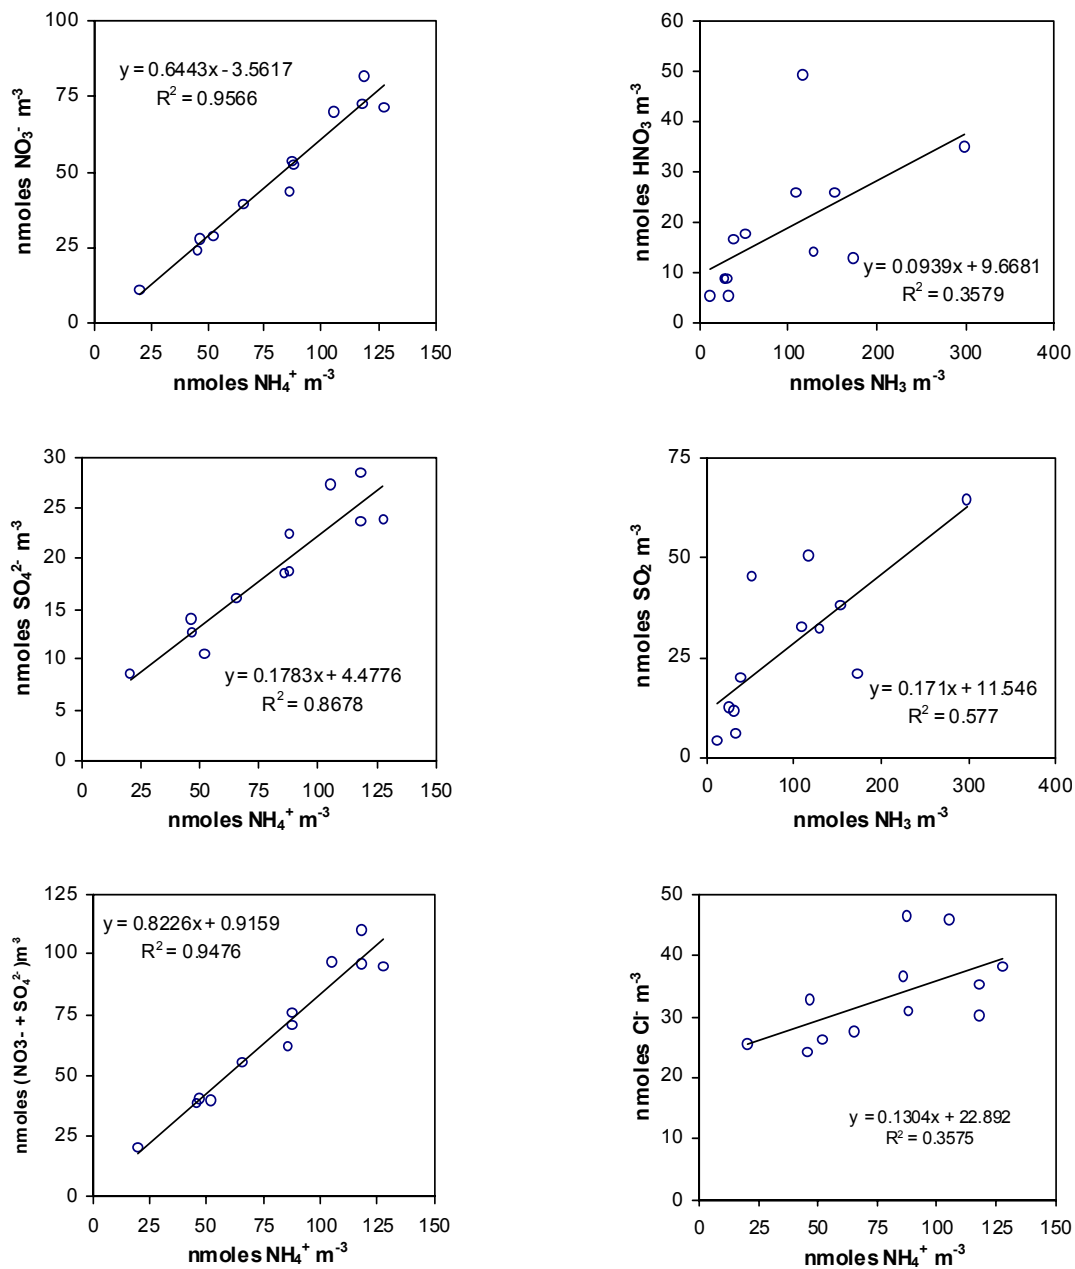 100
75
50
25
0
nmoles NO₃⁻ m⁻³
y = 0.6443x - 3.5617
R² = 0.9566
0 25 50 75 100 125 150
nmoles NH₄⁺ m⁻³
60
50
40
30
20
10
0
nmoles HNO₃ m⁻³
y = 0.0939x + 9.6681
R² = 0.3579
0 100 200 300 400
nmoles NH₃ m⁻³
30
25
20
15
10
5
0
nmoles SO₄²⁻ m⁻³
y = 0.1783x + 4.4776
R² = 0.8678
0 25 50 75 100 125 150
nmoles NH₄⁺ m⁻³
75
50
25
0
nmoles SO₂ m⁻³
y = 0.171x + 11.546
R² = 0.577
0 100 200 300 400
nmoles NH₃ m⁻³
125
100
75
50
25
0
nmoles (NO3- + SO₄²⁻)m⁻³
y = 0.8226x + 0.9159
R² = 0.9476
0 25 50 75 100 125 150
nmoles NH₄⁺ m⁻³
50
40
30
20
10
0
nmoles Cl⁻ m⁻³
y = 0.1304x + 22.892
R² = 0.3575
0 25 50 75 100 125 150
nmoles NH₄⁺ m⁻³